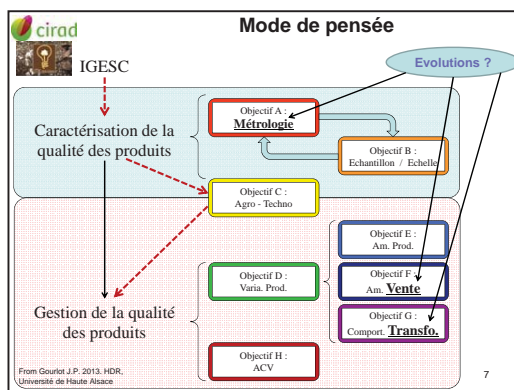 cirad
Mode de pensée
IGESC
Evolutions ?
Caractérisation de la
qualité des produits
Objectif A :
Métrologie
Objectif B :
Echantillon / Echelle
Objectif C :
Agro - Techno
Objectif E :
Am. Prod.
Objectif D :
Varia. Prod.
Objectif F :
Am. Vente
Gestion de la qualité
des produits
Objectif G :
Comport. Transfo.
Objectif H :
ACV
From Gourlot J.P. 2013. HDR,
Université de Haute Alsace
7